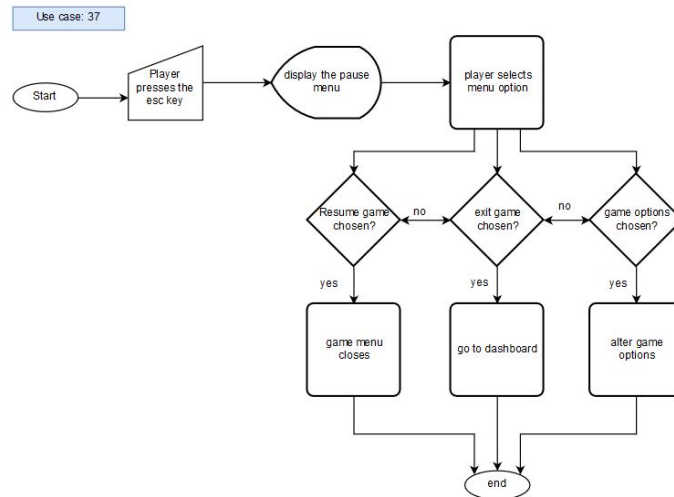 Use case: 37
Start
Player
presses the
esc key
display the pause
menu
player selects
menu option
Resume game
chosen?
no
exit game
chosen?
no
game options
chosen?
yes
yes
yes
game menu
closes
go to dashboard
alter game
options
end